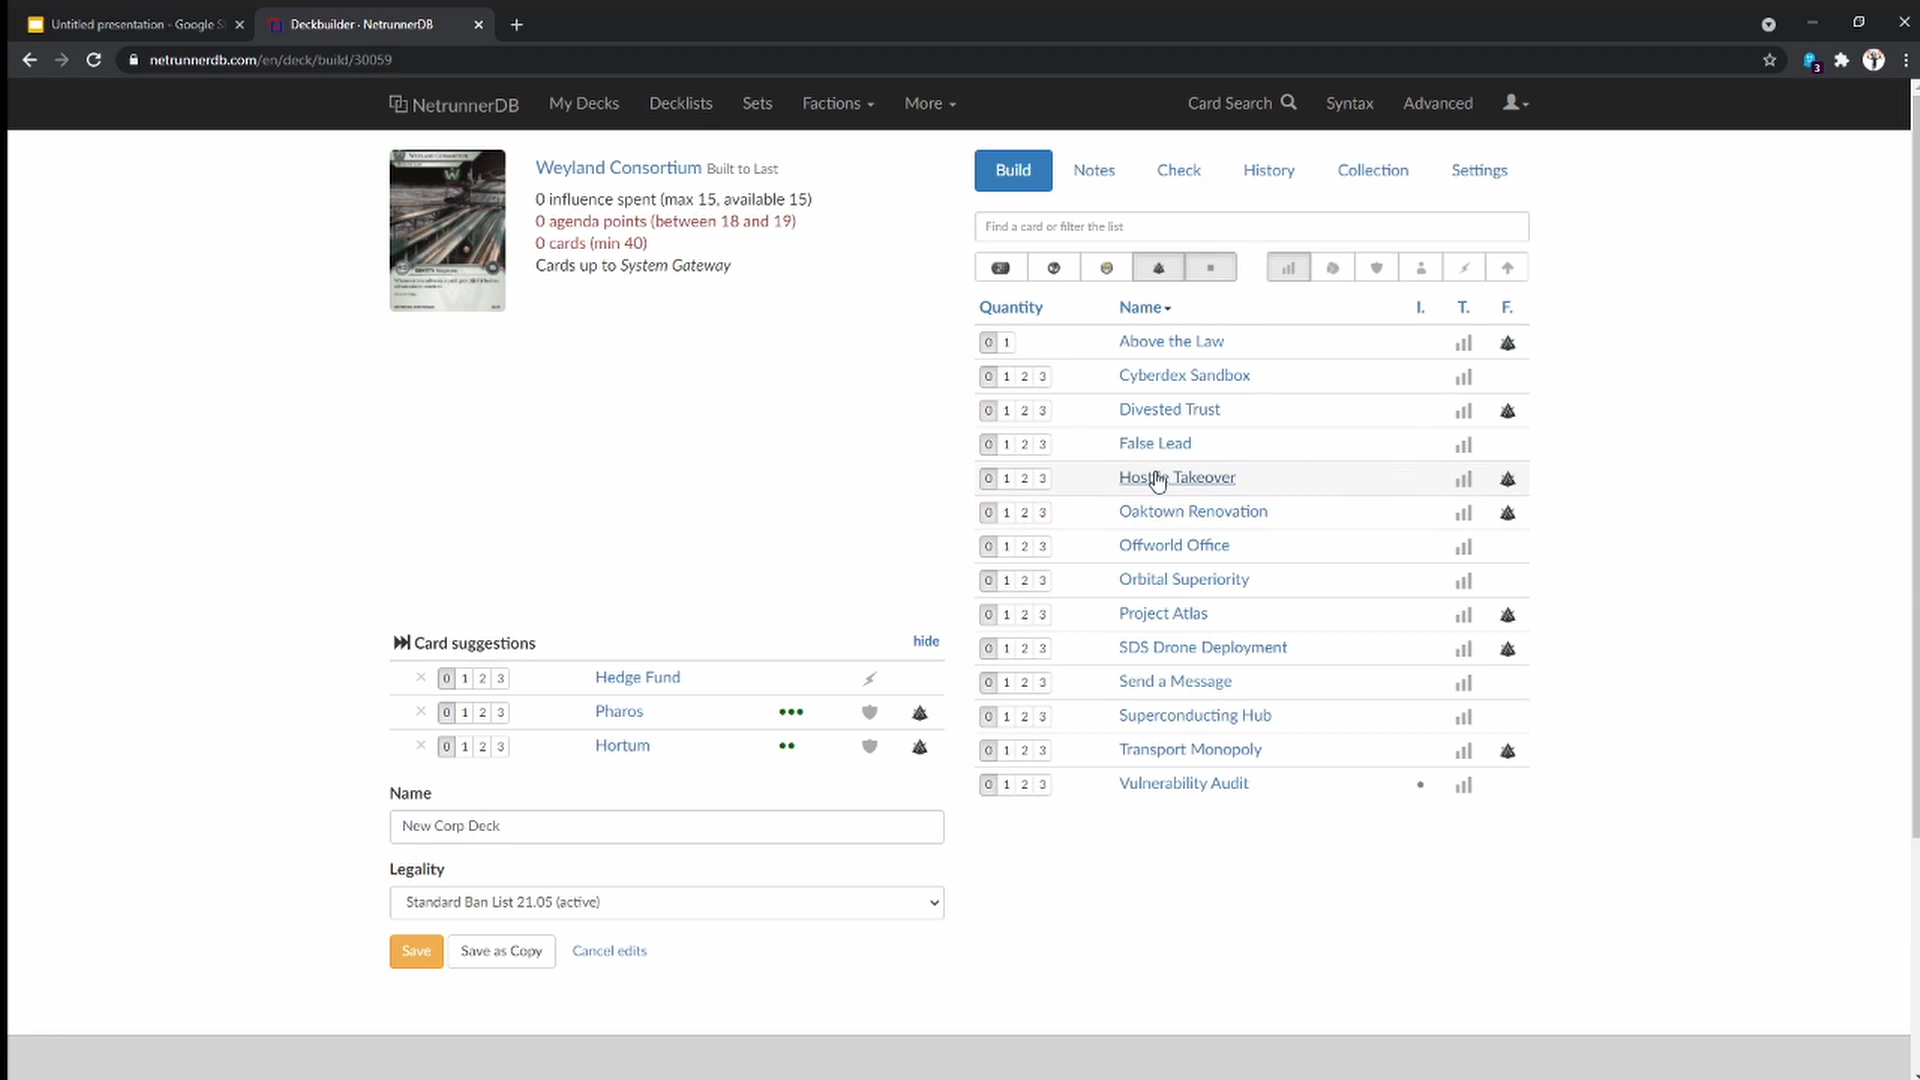 Untitled presentation - Google S
Deckbuilder · NetrunnerDB
netrunnerdb.com/en/deck/build/30059
3
NetrunnerDB
My Decks
Decklists
Sets
Factions
More
Card Search
Syntax
Advanced
Weyland Consortium Built to Last
0 influence spent (max 15, available 15)
0 agenda points (between 18 and 19)
0 cards (min 40)
Cards up to System Gateway
Card suggestions
hide
0 1 2 3 Hedge Fund
0 1 2 3 Pharos
0 1 2 3 Hortum
Name
New Corp Deck
Legality
Standard Ban List 21.05 (active)
Save
Save as Copy
Cancel edits
Build
Notes
Check
History
Collection
Settings
Find a card or filter the list
Quantity Name I. T. F.
0 1 Above the Law
0 1 2 3 Cyberdex Sandbox
0 1 2 3 Divested Trust
0 1 2 3 False Lead
0 1 2 3 Hostile Takeover
0 1 2 3 Oaktown Renovation
0 1 2 3 Offworld Office
0 1 2 3 Orbital Superiority
0 1 2 3 Project Atlas
0 1 2 3 SDS Drone Deployment
0 1 2 3 Send a Message
0 1 2 3 Superconducting Hub
0 1 2 3 Transport Monopoly
0 1 2 3 Vulnerability Audit